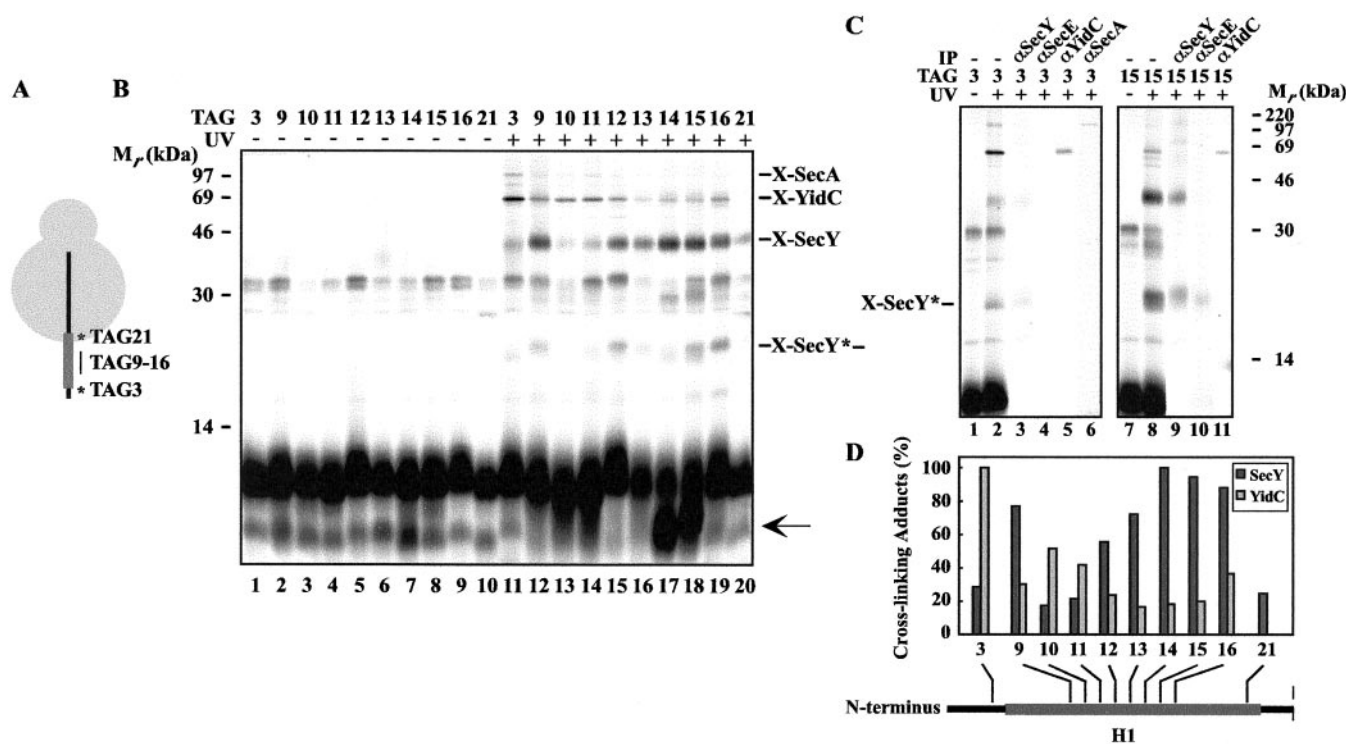 A
* TAG21
TAG9-16
* TAG3
B
TAG 3 9 10 11 12 13 14 15 16 21 3 9 10 11 12 13 14 15 16 21
UV - - - - - - - - - - + + + + + + + + + +
Mr (kDa)
97 –
69 –
46 –
30 –
14 –
–X-SecA
–X-YidC
–X-SecY
–X-SecY*–
1 2 3 4 5 6 7 8 9 10 11 12 13 14 15 16 17 18 19 20
C
IP - - αSecY αSecE αYidC αSecA - - αSecY αSecE αYidC
TAG 3 3 3 3 3 3 15 15 15 15 15
UV - + + + + + - + + + +
Mr (kDa)
– 220
– 97
– 69
– 46
– 30
– 14
X-SecY*–
1 2 3 4 5 6 7 8 9 10 11
D
Cross-linking Adducts (%)
100
80
60
40
20
0
SecY
YidC
3 9 10 11 12 13 14 15 16 21
N-terminus
H1